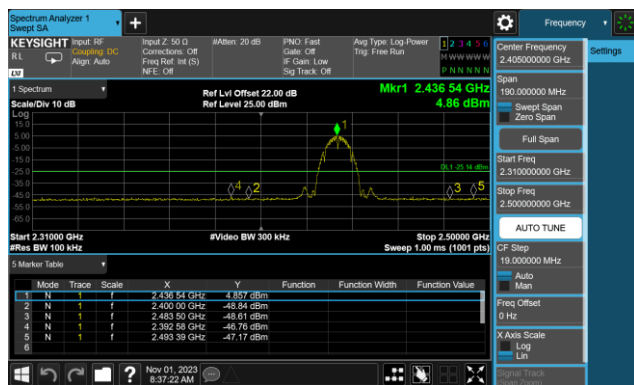 Spectrum Analyzer 1
Swept SA
Frequency
KEYSIGHT
RL
LXI
Input: RF
Coupling: DC
Align: Auto
Input Z: 50 Ω
Corrections: Off
Freq Ref: Int (S)
NFE: Off
#Atten: 20 dB
PNO: Fast
Gate: Off
IF Gain: Low
Sig Track: Off
Avg Type: Log-Power
Trig: Free Run
1 2 3 4 5 6
M W W W W W
P N N N N N
Center Frequency
2.405000000 GHz
Settings
Span
190.000000 MHz
Swept Span
Zero Span
Full Span
Start Freq
2.310000000 GHz
Stop Freq
2.500000000 GHz
AUTO TUNE
CF Step
19.000000 MHz
Auto
Man
Freq Offset
0 Hz
X Axis Scale
Log
Lin
Signal Track
(Span Zoom)
1 Spectrum
Scale/Div 10 dB
Ref Lvl Offset 22.00 dB
Ref Level 25.00 dBm
Mkr1 2.436 54 GHz
4.86 dBm
Log
15.0
5.00
-5.00
-15.0
-25.0
-35.0
-45.0
-55.0
-65.0
1
DL1 -25.14 dBm
4 2
3 5
Start 2.31000 GHz
#Res BW 100 kHz
#Video BW 300 kHz
Stop 2.50000 GHz
Sweep 1.00 ms (1001 pts)
5 Marker Table
Mode Trace Scale X Y Function Function Width Function Value
1 N 1 f 2.436 54 GHz 4.857 dBm
2 N 1 f 2.400 00 GHz -48.84 dBm
3 N 1 f 2.483 50 GHz -48.61 dBm
4 N 1 f 2.392 58 GHz -46.76 dBm
5 N 1 f 2.493 39 GHz -47.17 dBm
6
?
Nov 01, 2023
8:37:22 AM